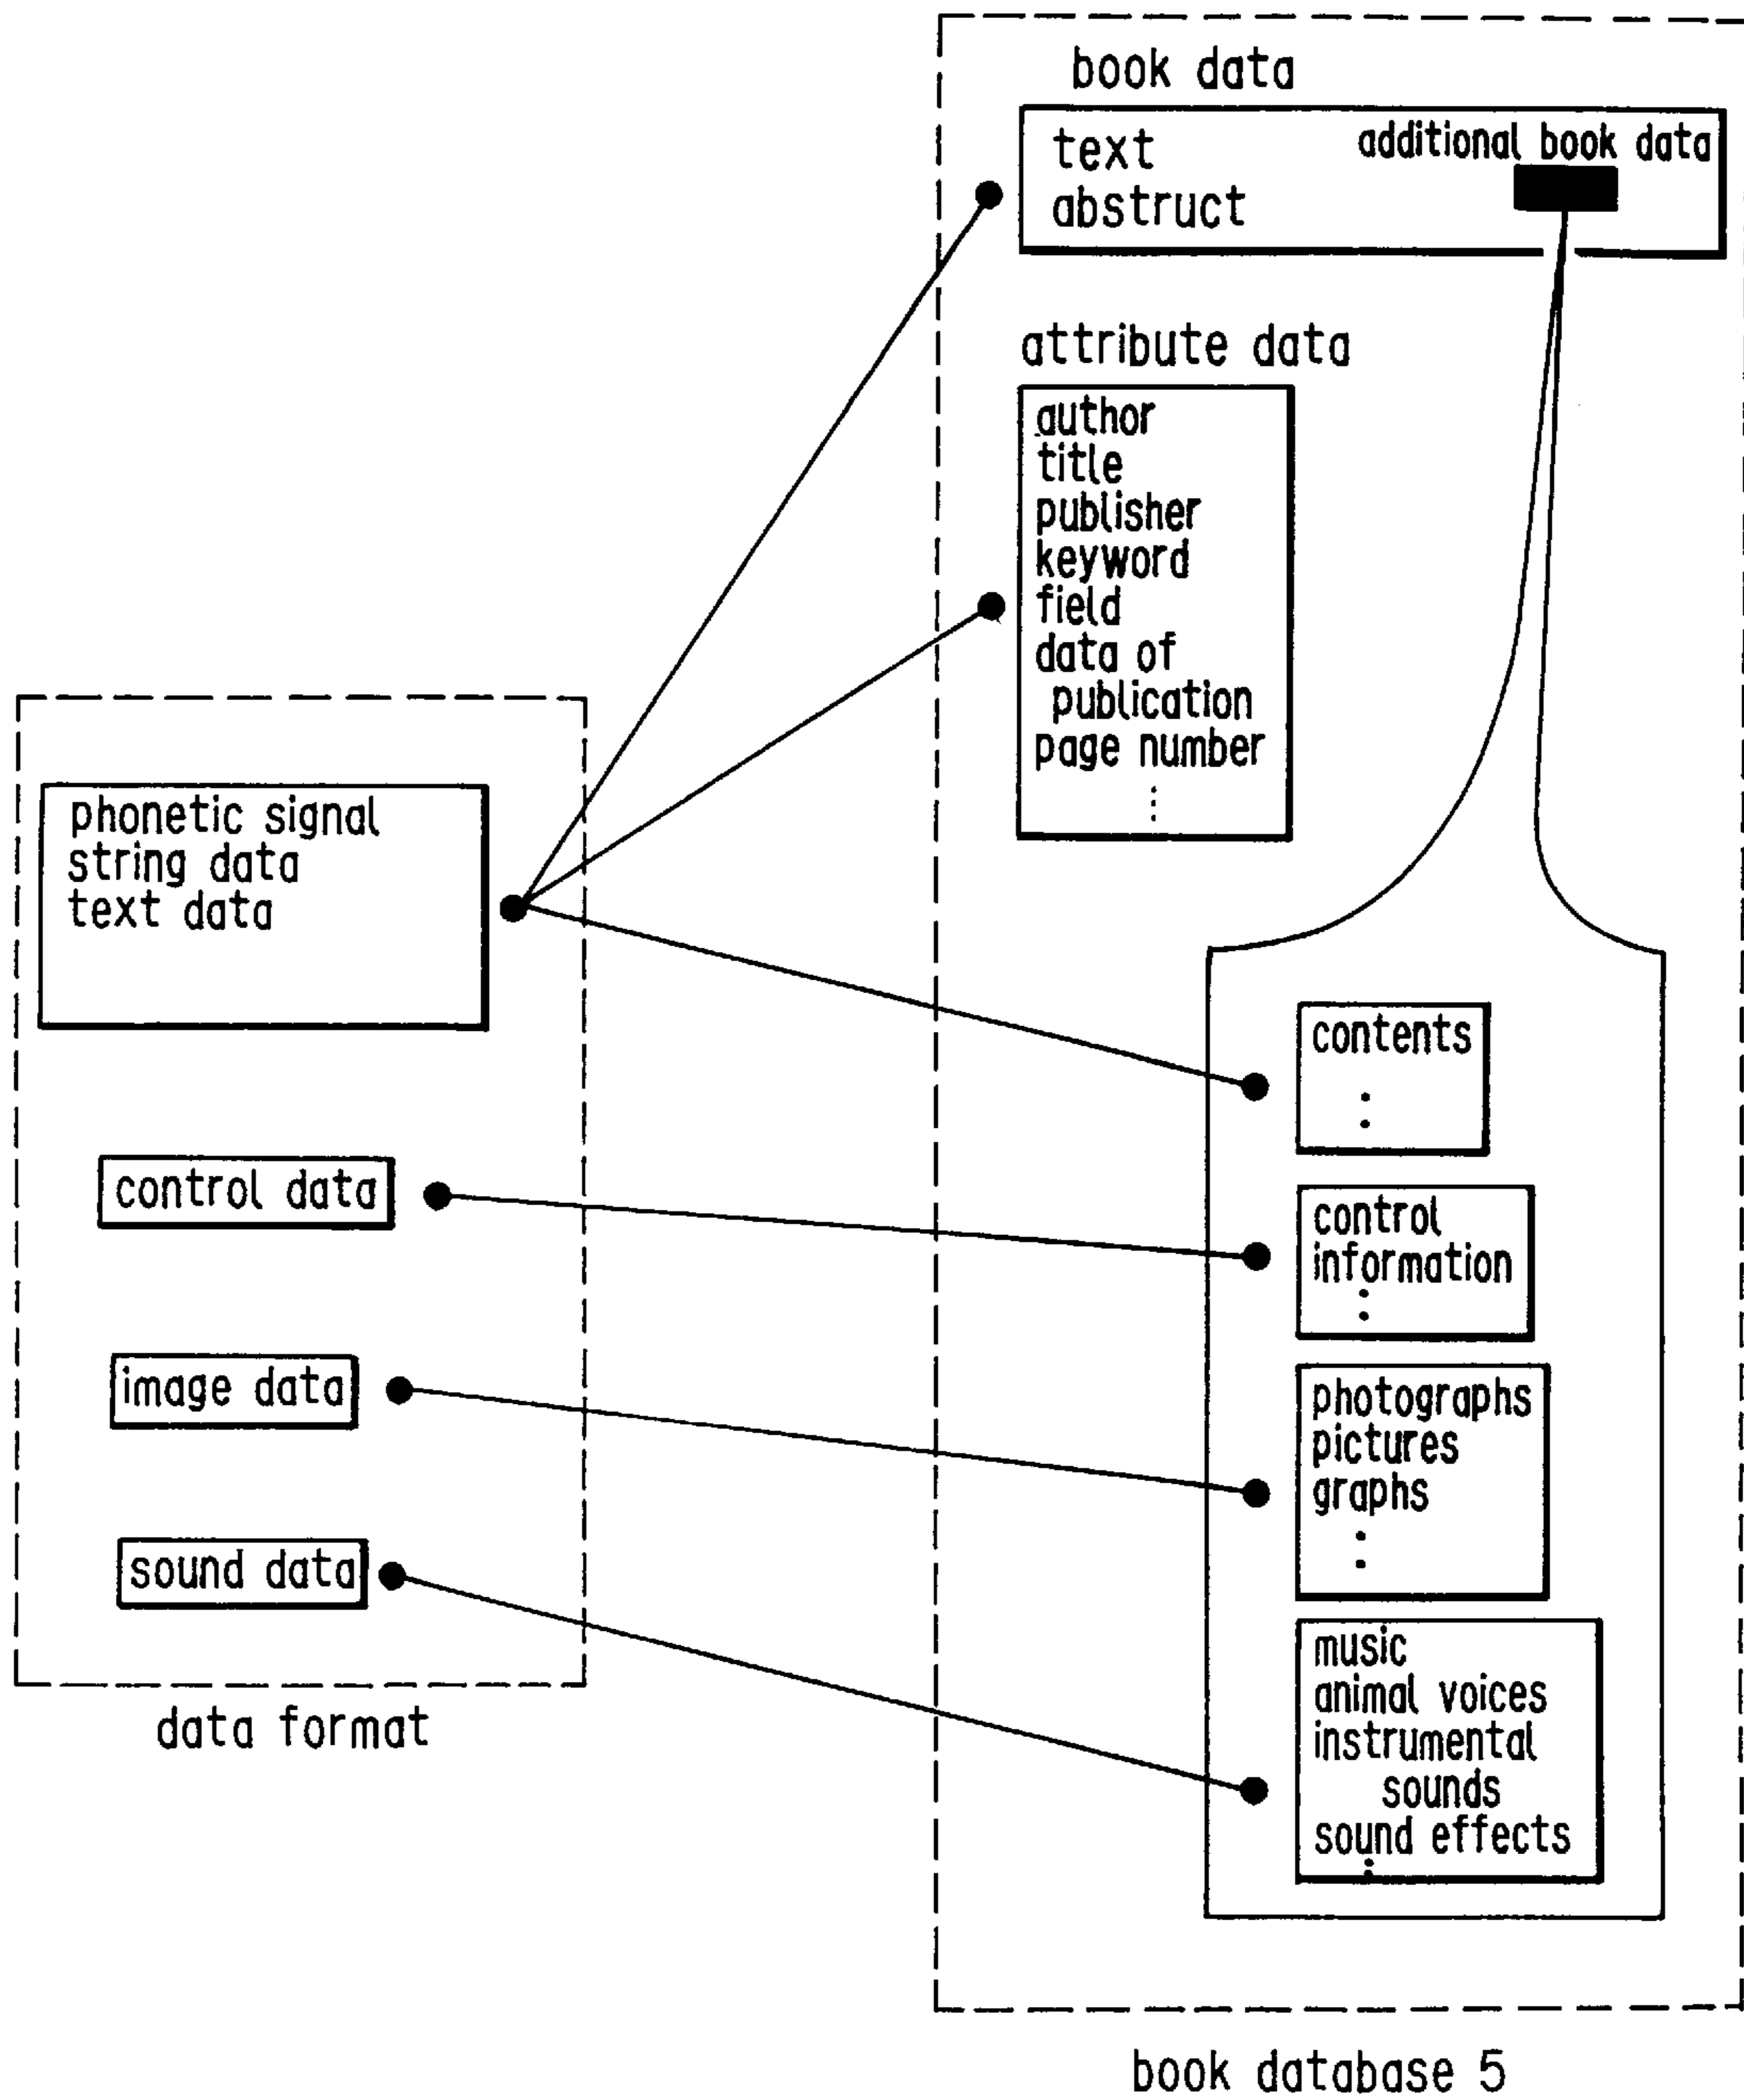 book data
text
abstruct
additional book data
attribute data
author
title
publisher
keyword
field
data of
publication
page number
phonetic signal
string data
text data
control data
image data
sound data
data format
contents
control
information
photographs
pictures
graphs
music
animal voices
instrumental
sounds
sound effects
book database 5